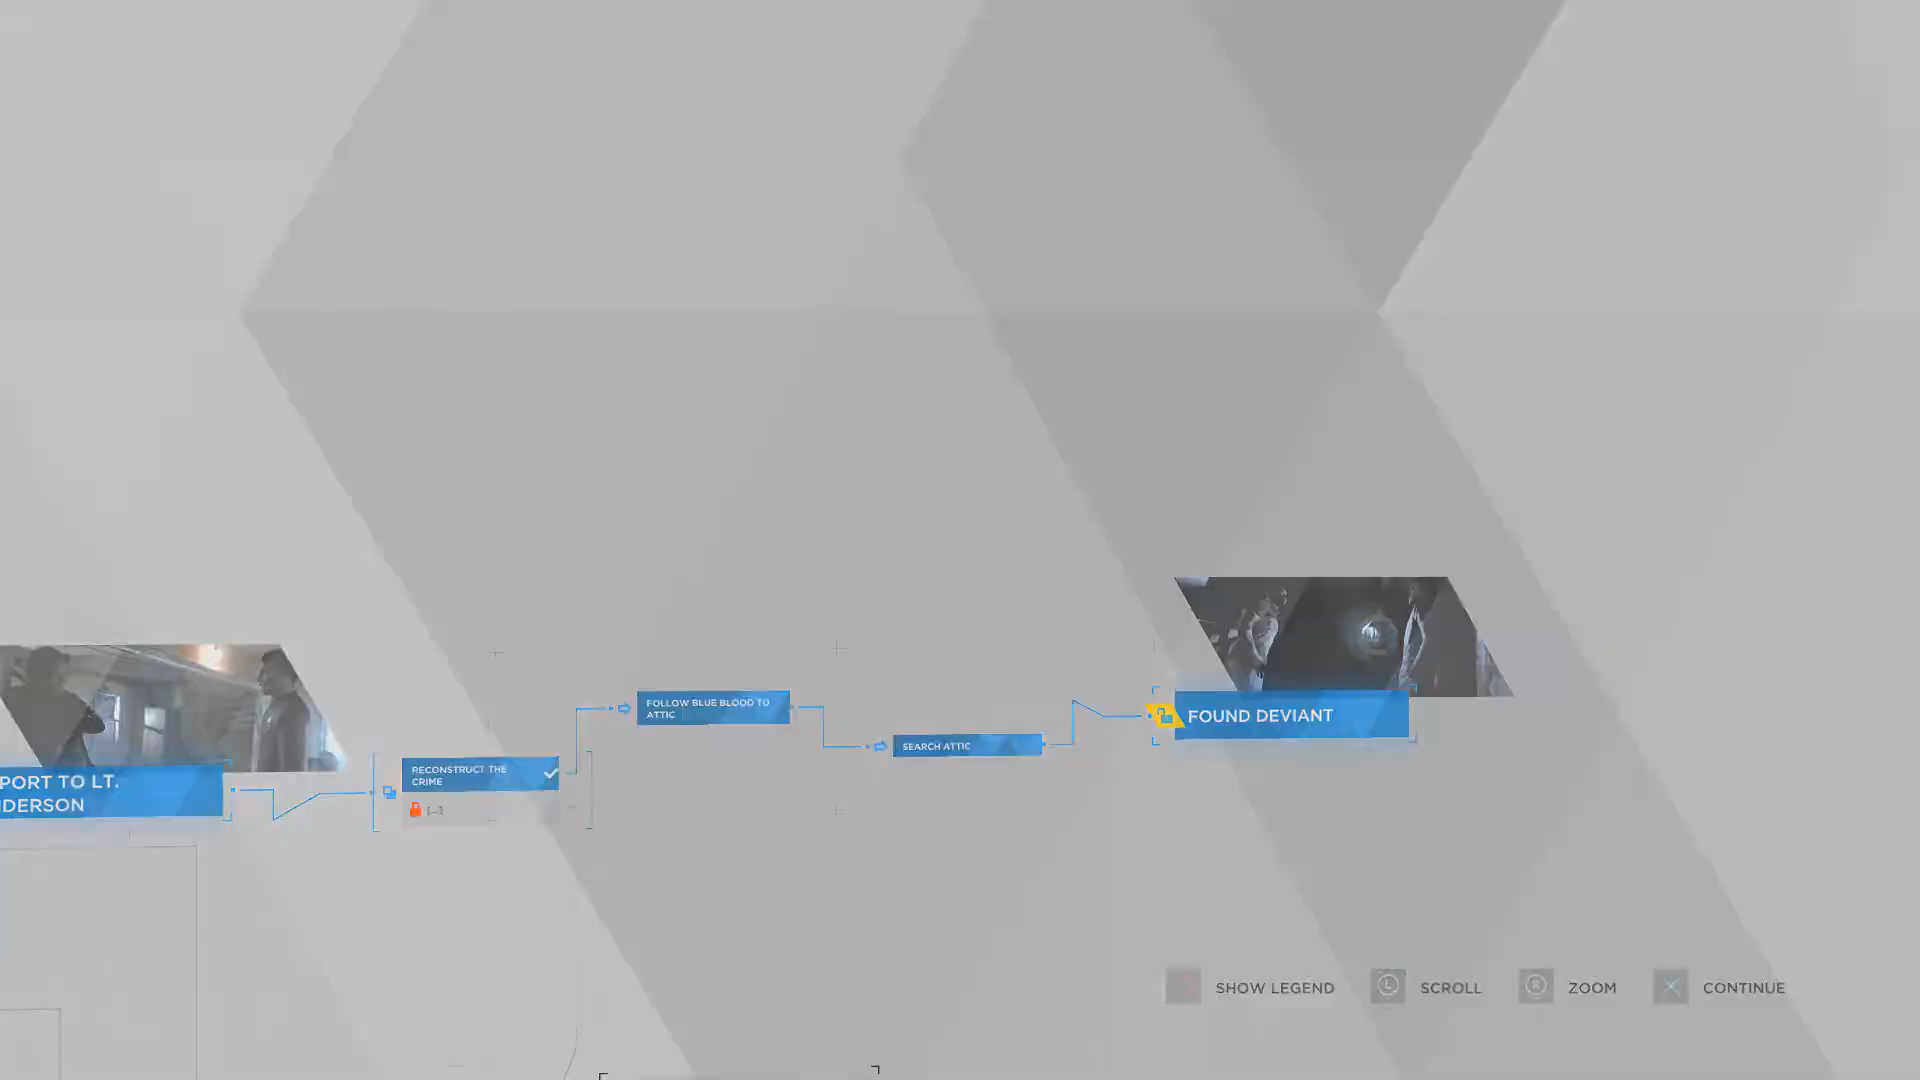 PORT TO LT.
DERSON
RECONSTRUCT THE
CRIME
FOLLOW BLUE BLOOD TO
ATTIC
SEARCH ATTIC
FOUND DEVIANT
SHOW LEGEND
L
SCROLL
R
ZOOM
CONTINUE